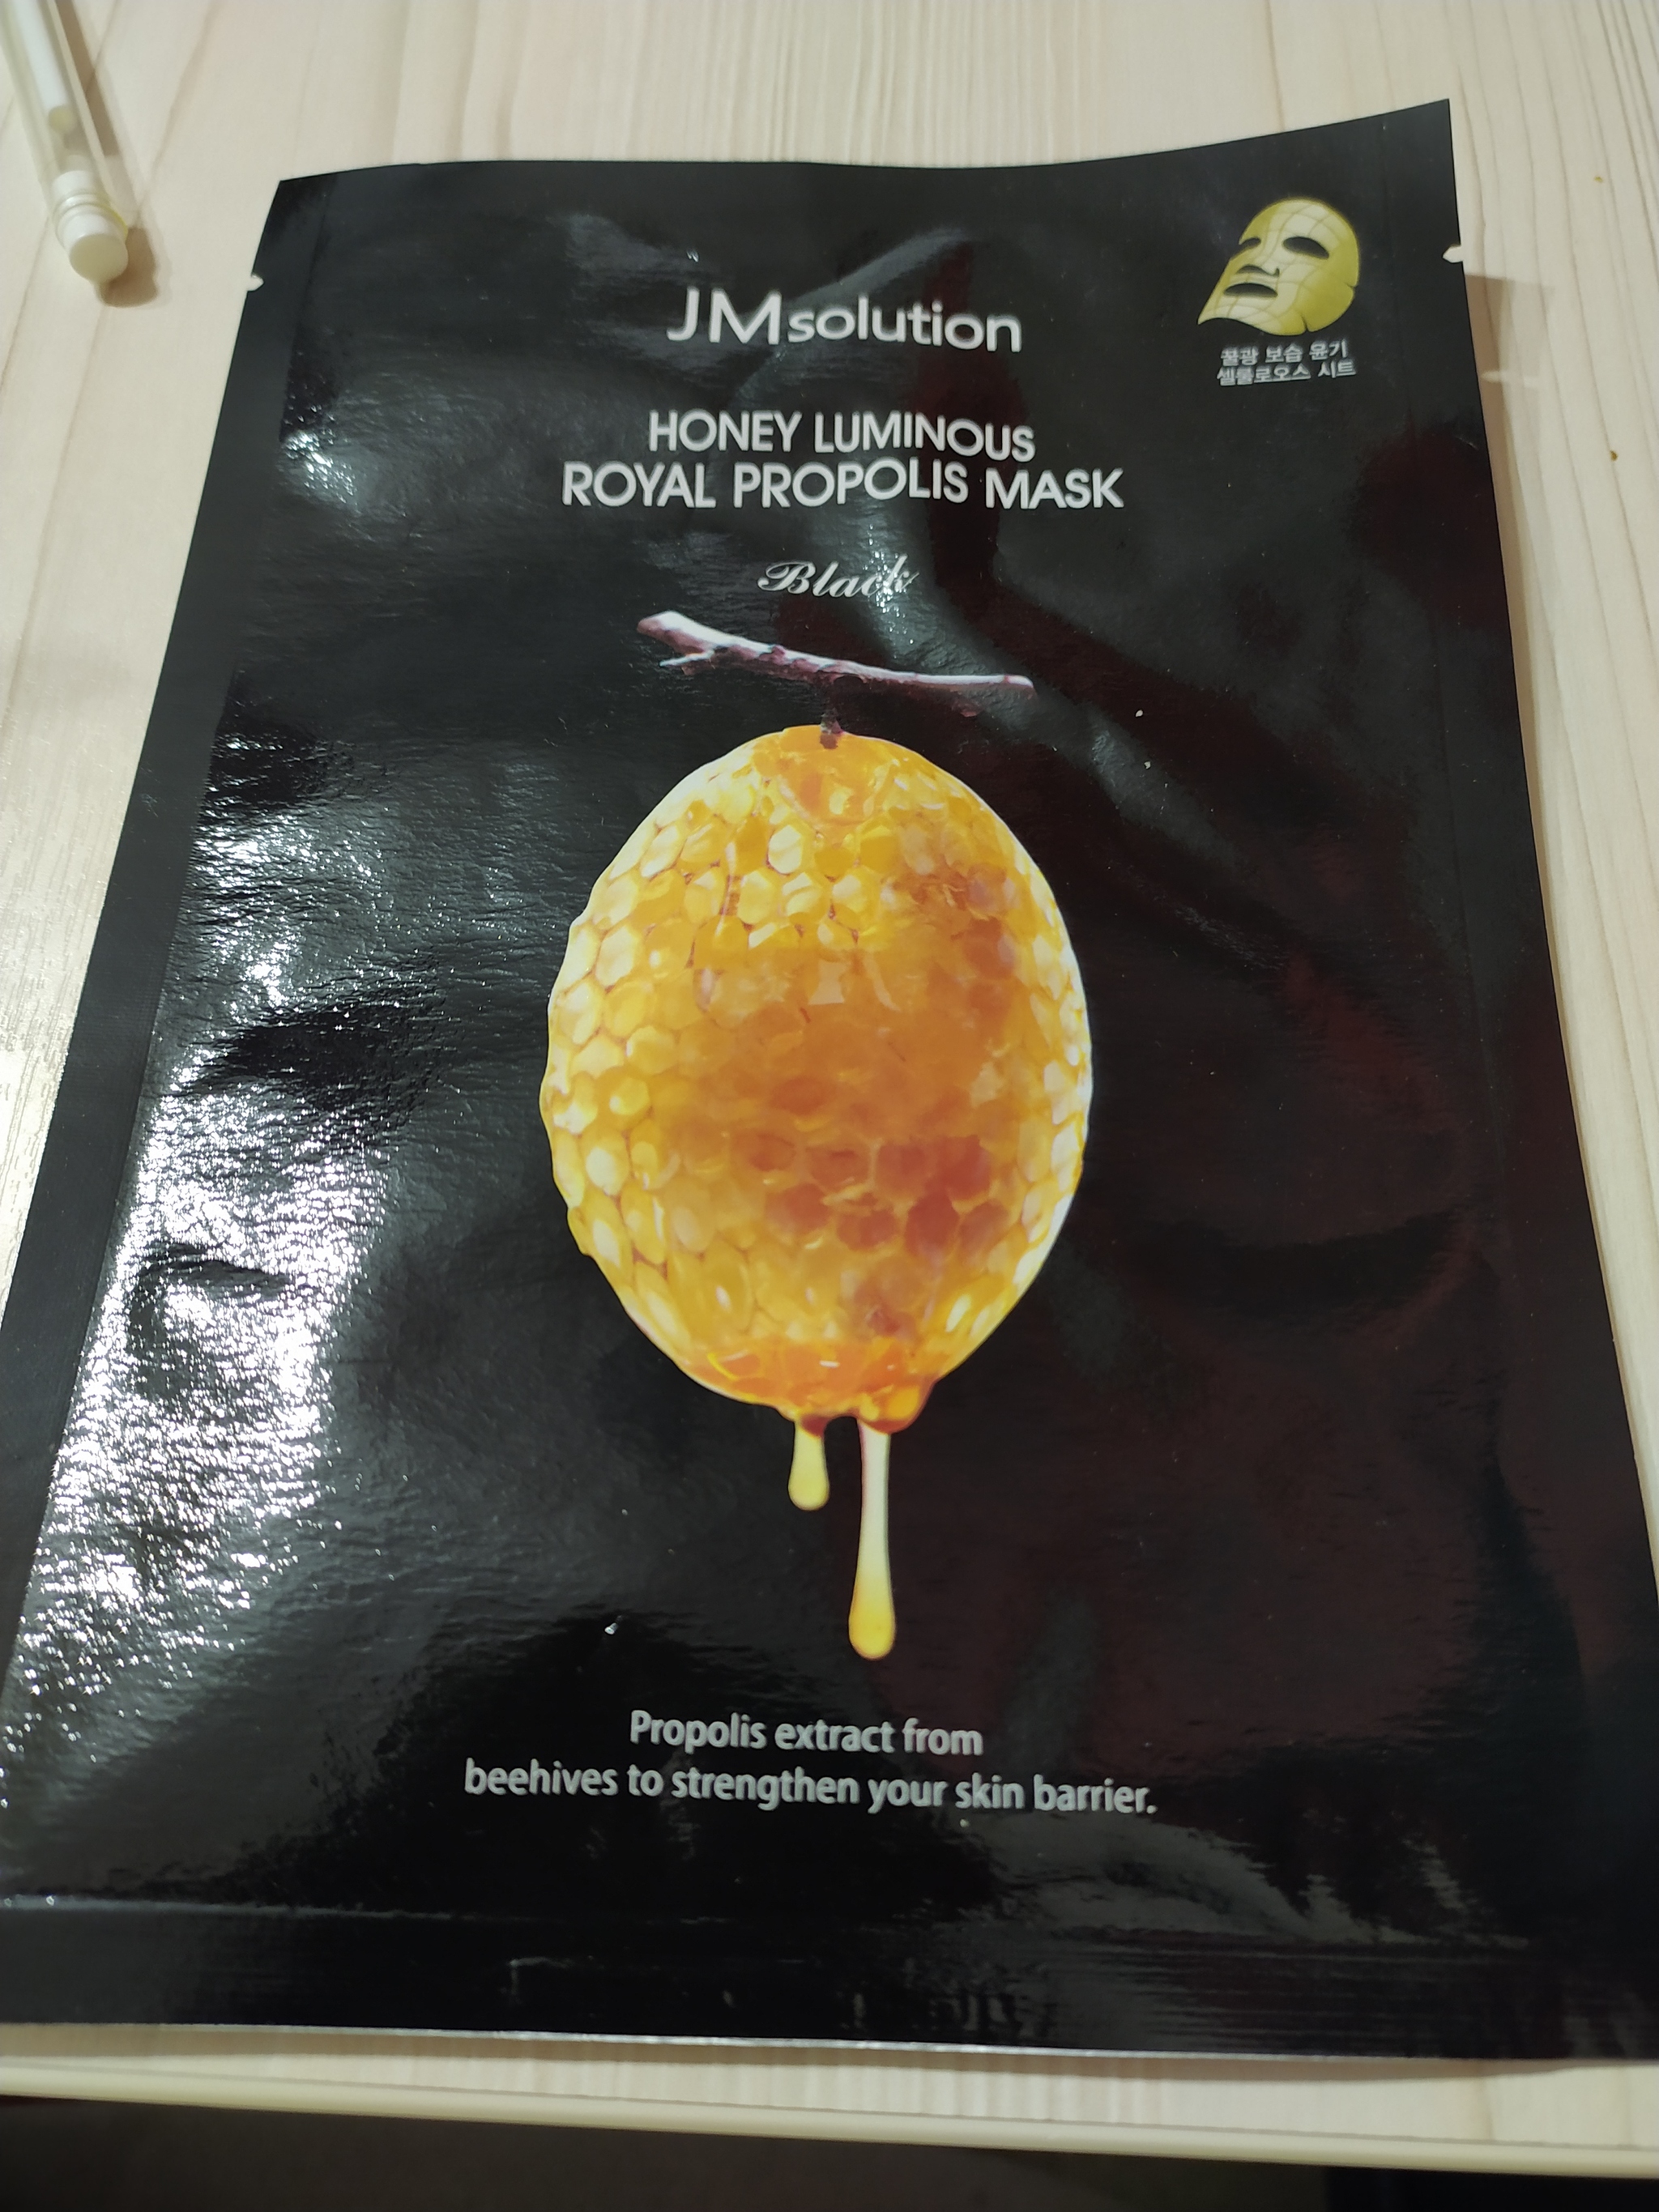 JMsolution
꿀광 보습 윤기
셀룰로오스 시트
HONEY LUMINOUS
ROYAL PROPOLIS MASK
Black
Propolis extract from
beehives to strengthen your skin barrier.